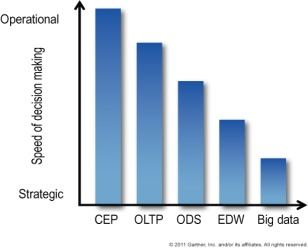 Operational
Speed of decision making
Strategic
CEP OLTP ODS EDW Big data
© 2011 Gartner, Inc. and/or its affiliates. All rights reserved.